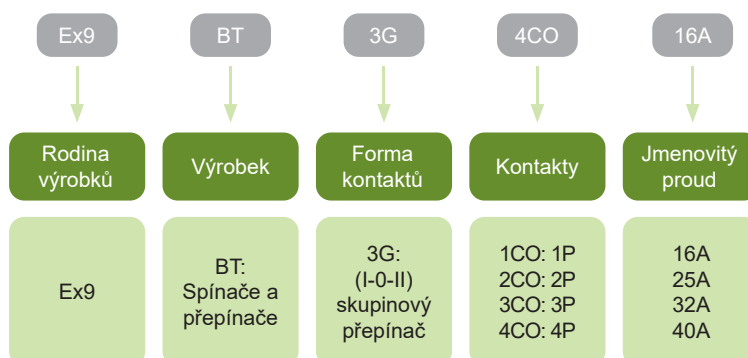 Ex9
BT
3G
4CO
16A
Rodina
výrobků
Výrobek
Forma
kontaktů
Kontakty
Jmenovitý
proud
Ex9
BT:
Spínače a
přepínače
3G:
(I-0-II)
skupinový
přepínač
1CO: 1P
2CO: 2P
3CO: 3P
4CO: 4P
16A
25A
32A
40A